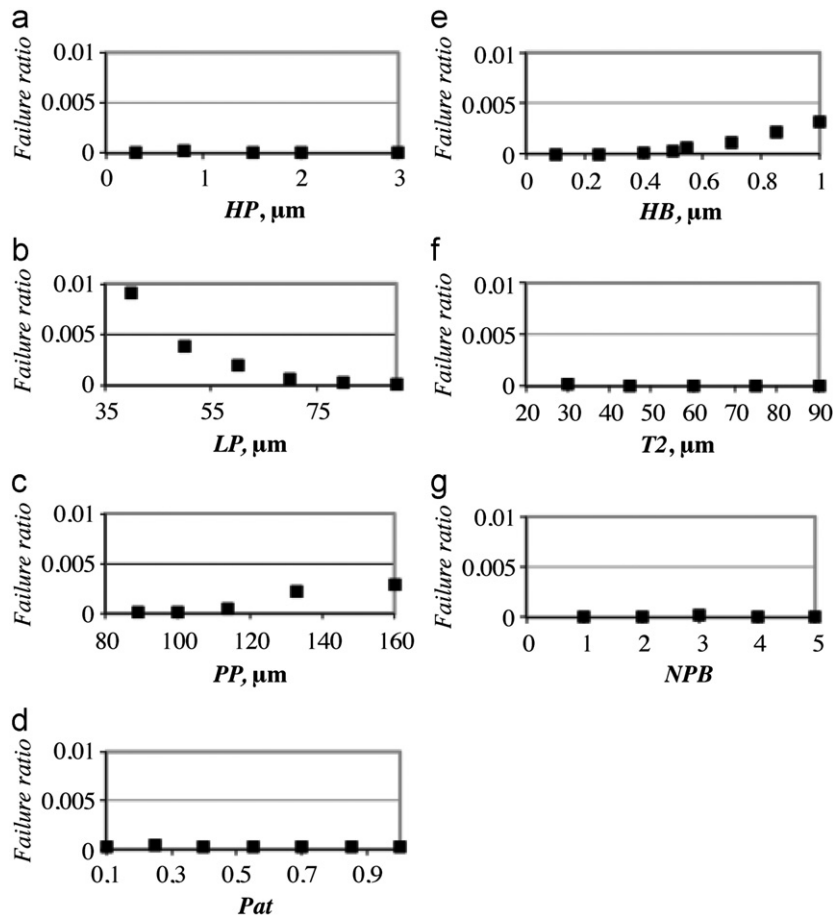 a
Failure ratio
0.01
0.005
0
0 1 2 3
HP, μm
b
Failure ratio
0.01
0.005
0
35 55 75
LP, μm
c
Failure ratio
0.01
0.005
0
80 100 120 140 160
PP, μm
d
Failure ratio
0.01
0.005
0
0.1 0.3 0.5 0.7 0.9
Pat
e
Failure ratio
0.01
0.005
0
0 0.2 0.4 0.6 0.8 1
HB, μm
f
Failure ratio
0.01
0.005
0
20 30 40 50 60 70 80 90
T2, μm
g
Failure ratio
0.01
0.005
0
0 1 2 3 4 5
NPB